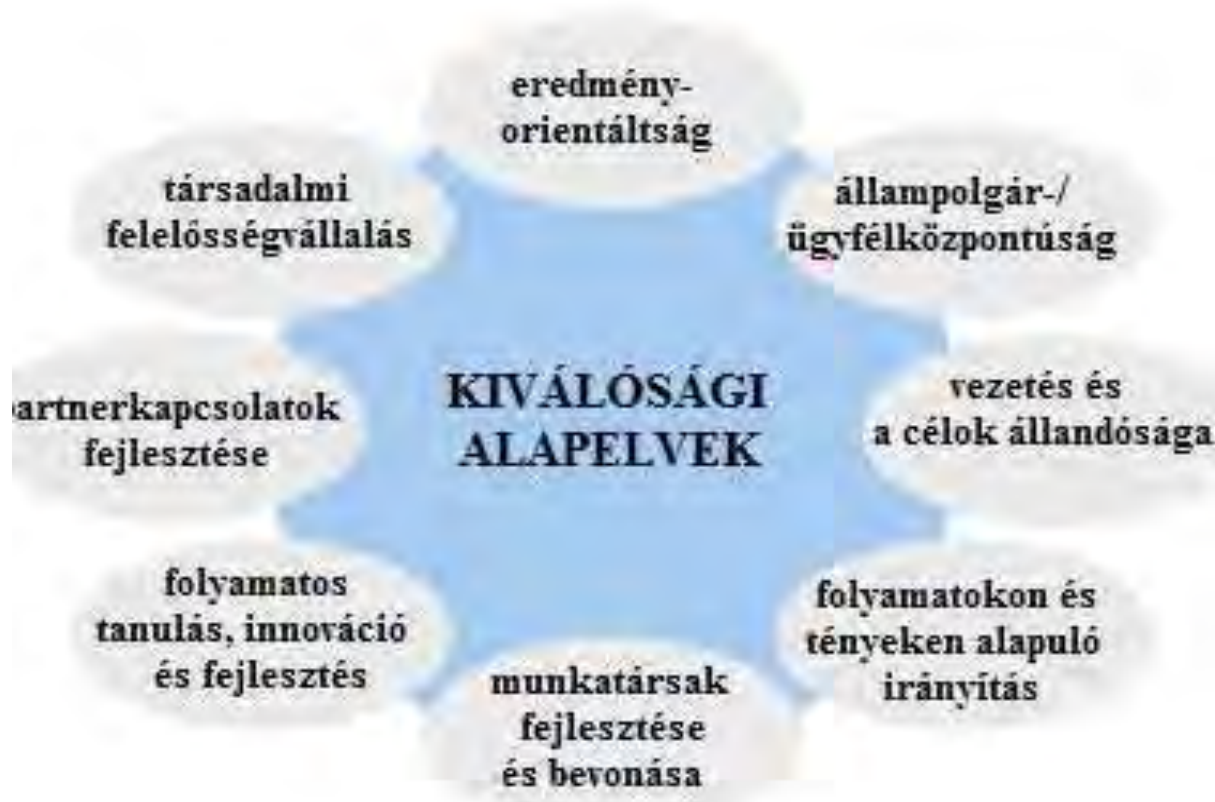 eredmény-
orientáltság
állampolgár-/
ügyfélközpontúság
vezetés és
a célok állandósága
folyamatokon és
tényeken alapuló
irányítás
munkatársak
fejlesztése
és bevonása
folyamatos
tanulás, innováció
és fejlesztés
artnerkapcsolatok
fejlesztése
társadalmi
felelősségvállalás
KIVÁLÓSÁGI
ALAPELVEK